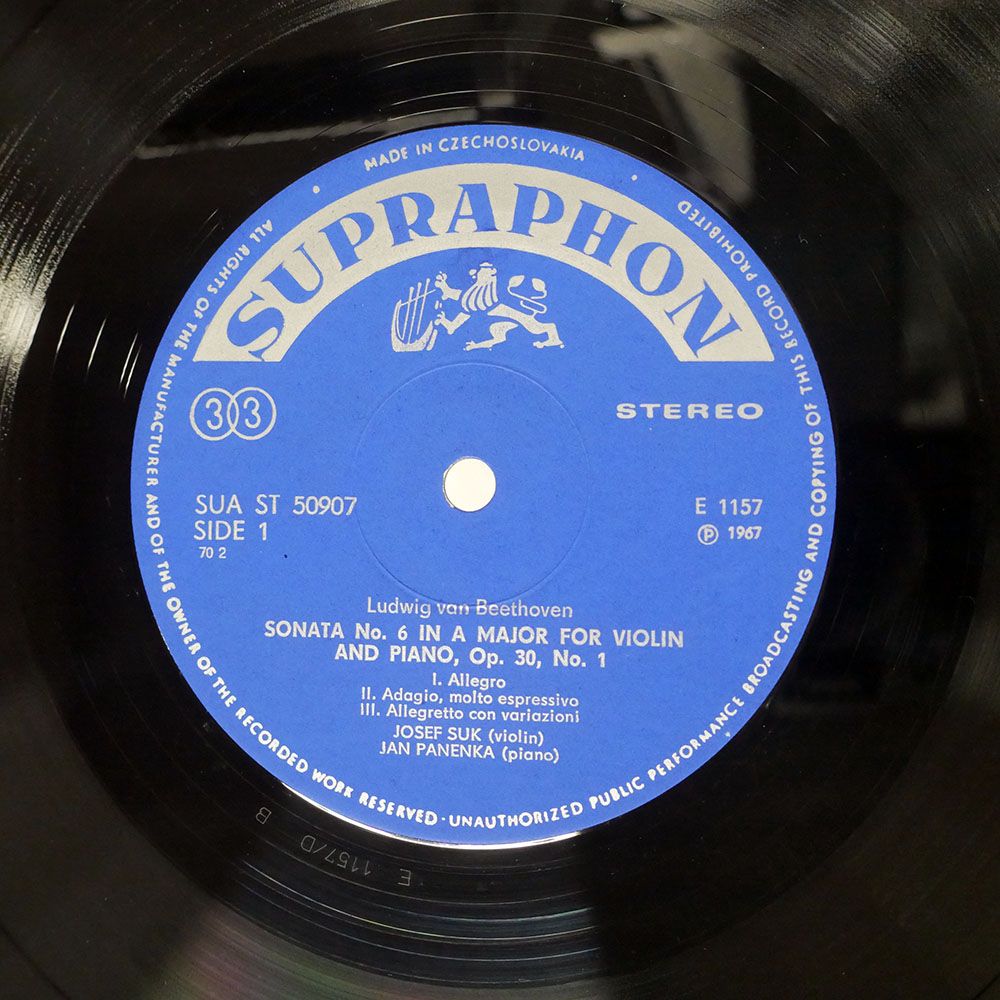 MADE IN CZECHOSLOVAKIA
ALL RIGHTS OF THE MANUFACTURER AND OF THE OWNER OF THE RECORDED WORK RESERVED · UNAUTHORIZED PUBLIC PERFORMANCE BROADCASTING AND COPYING OF THIS RECORD PROHIBITED
SUPRAPHON
33
STEREO
SUA ST 50907
E 1157
SIDE 1
Ⓟ 1967
70 2
Ludwig van Beethoven
SONATA No. 6 IN A MAJOR FOR VIOLIN
AND PIANO, Op. 30, No. 1
I. Allegro
II. Adagio, molto espressivo
III. Allegretto con variazioni
JOSEF SUK (violin)
JAN PANENKA (piano)
E 1157/D B